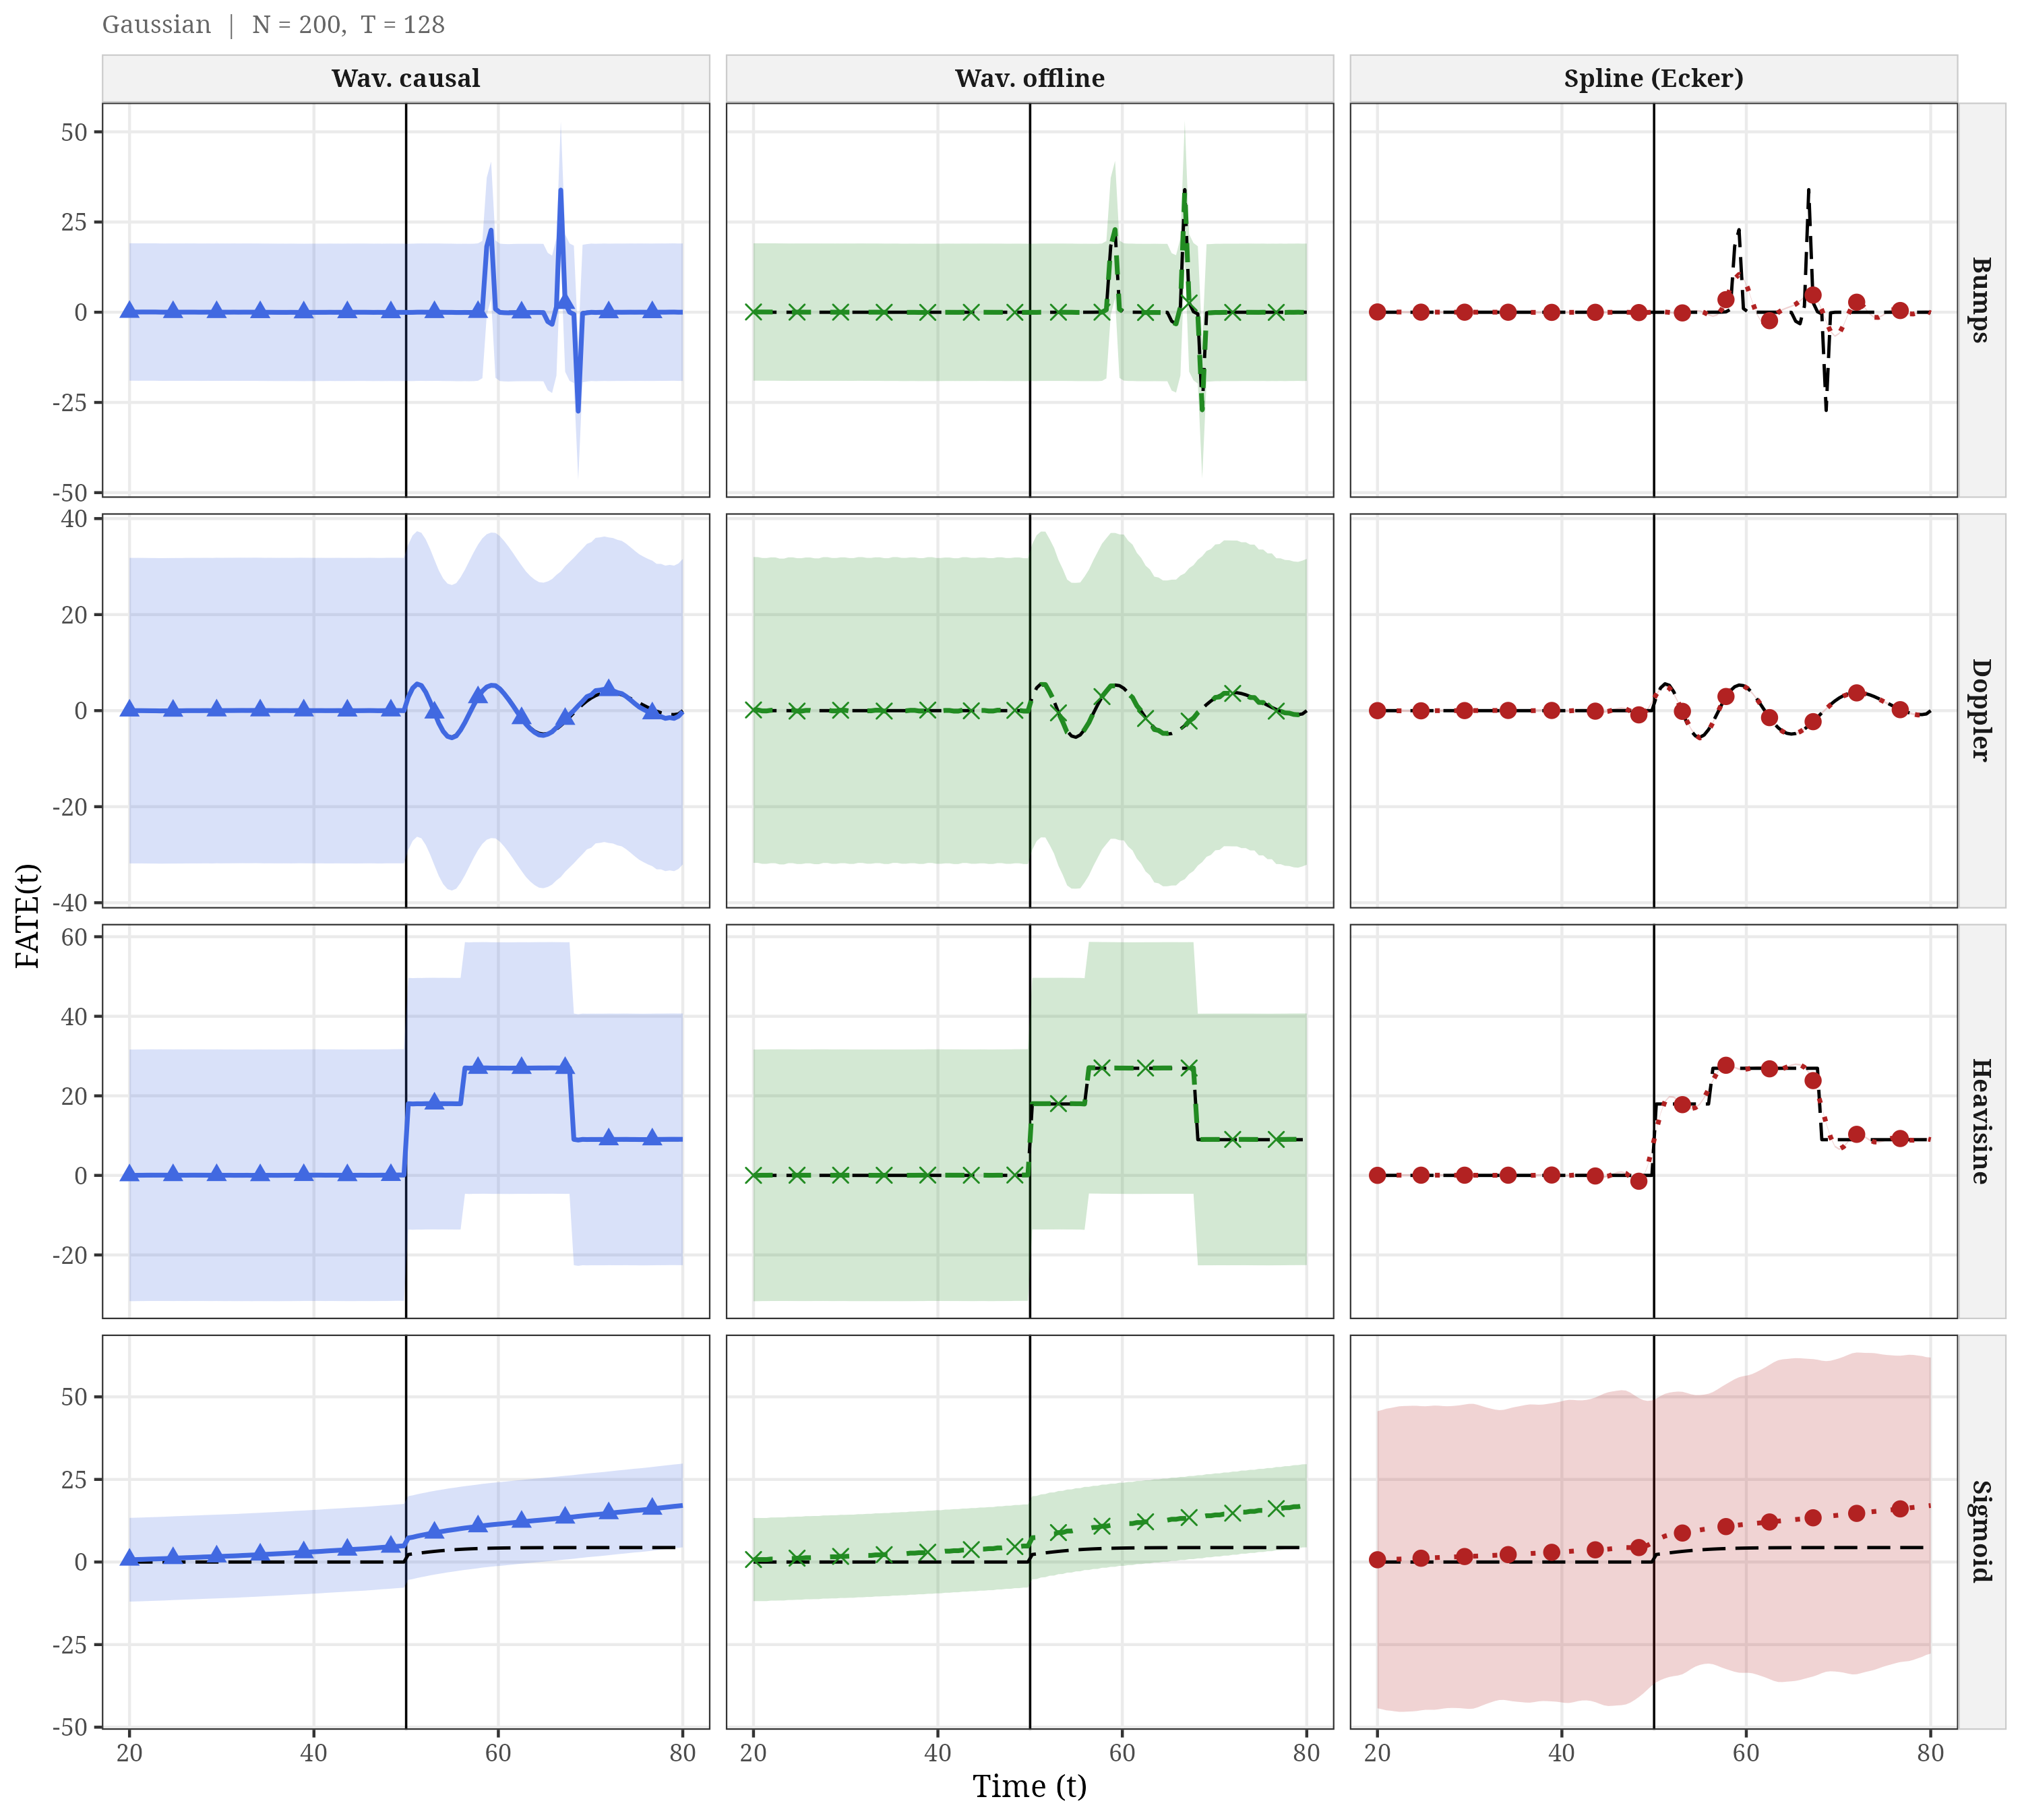 Gaussian | N = 200, T = 128
Wav. causal
Wav. offline
Spline (Ecker)
50
25
0
-25
-50
Bumps
40
20
0
-20
-40
Doppler
60
40
20
0
-20
Heavisine
50
25
0
-25
-50
Sigmoid
FATE(t)
20 40 60 80
20 40 60 80
20 40 60 80
Time (t)